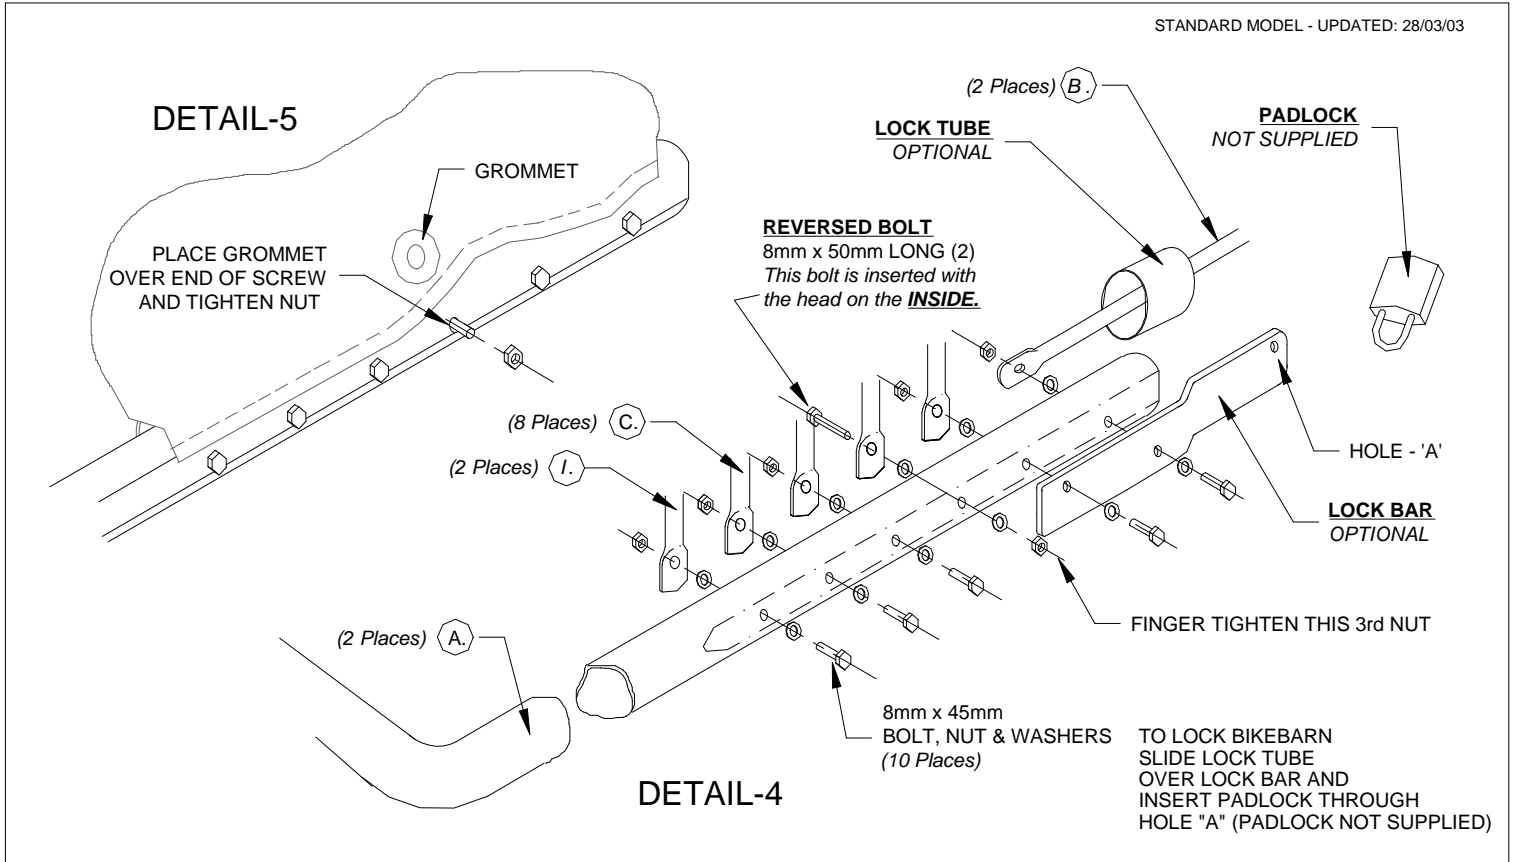 STANDARD MODEL - UPDATED: 28/03/03
DETAIL-5
GROMMET
PLACE GROMMET
OVER END OF SCREW
AND TIGHTEN NUT
(2 Places) B.
LOCK TUBE
OPTIONAL
PADLOCK
NOT SUPPLIED
REVERSED BOLT
8mm x 50mm LONG (2)
This bolt is inserted with
the head on the INSIDE.
(8 Places) C.
(2 Places) I.
HOLE - 'A'
LOCK BAR
OPTIONAL
FINGER TIGHTEN THIS 3rd NUT
(2 Places) A.
8mm x 45mm
BOLT, NUT & WASHERS
(10 Places)
DETAIL-4
TO LOCK BIKEBARN
SLIDE LOCK TUBE
OVER LOCK BAR AND
INSERT PADLOCK THROUGH
HOLE "A" (PADLOCK NOT SUPPLIED)